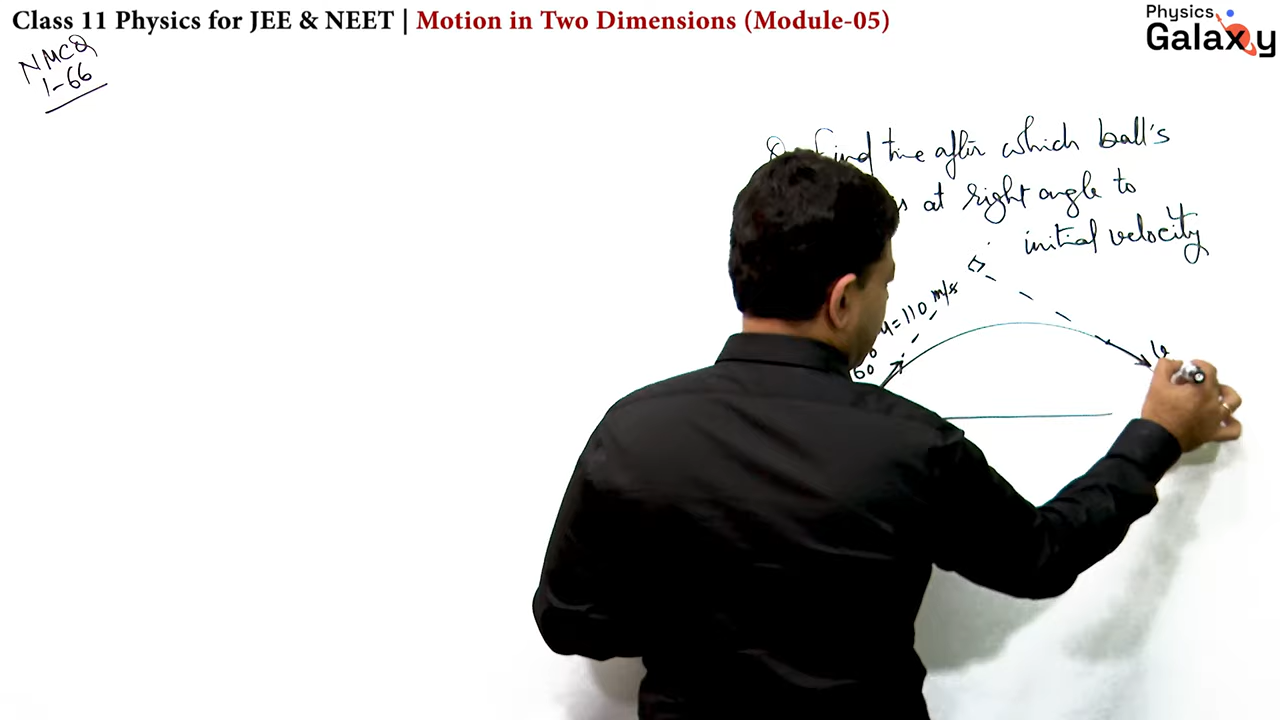 Class 11 Physics for JEE & NEET | Motion in Two Dimensions (Module-05)
Physics
Galaxy
NMCQ
1-66
Find time after which ball's
at right angle to
initial velocity
u=110 m/s
60°